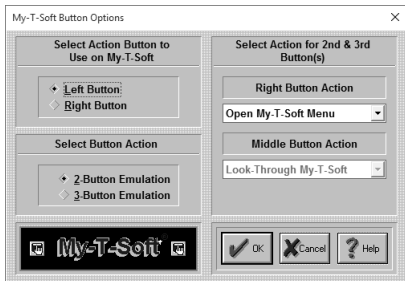 My-T-Soft Button Options
Select Action Button to
Use on My-T-Soft
Left Button
Right Button
Select Button Action
2-Button Emulation
3-Button Emulation
My-T-Soft
Select Action for 2nd & 3rd
Button(s)
Right Button Action
Open My-T-Soft Menu
Middle Button Action
Look-Through My-T-Soft
OK
Cancel
Help